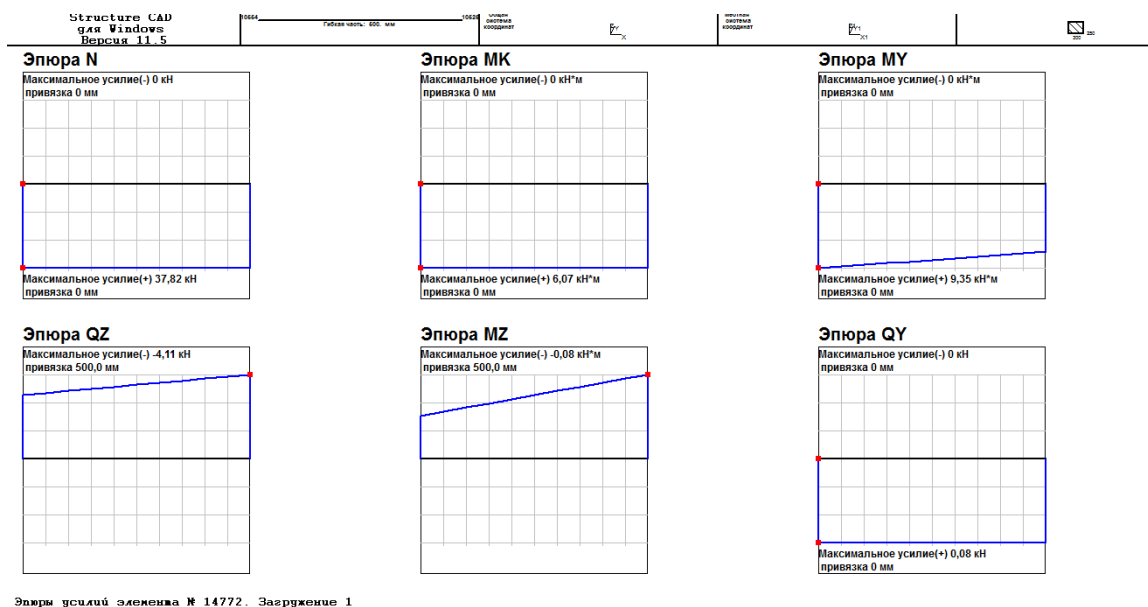 Structure CAD
для Windows
Версия 11.5
10664
Гибкая часть: 500. мм
10628
Общая
система
координат
Y
X
Местная
система
координат
Y1
X1
200
250
Эпюра N
Максимальное усилие(-) 0 кН
привязка 0 мм
Максимальное усилие(+) 37,82 кН
привязка 0 мм
Эпюра MK
Максимальное усилие(-) 0 кН*м
привязка 0 мм
Максимальное усилие(+) 6,07 кН*м
привязка 0 мм
Эпюра MY
Максимальное усилие(-) 0 кН*м
привязка 0 мм
Максимальное усилие(+) 9,35 кН*м
привязка 0 мм
Эпюра QZ
Максимальное усилие(-) -4,11 кН
привязка 500,0 мм
Эпюра MZ
Максимальное усилие(-) -0,08 кН*м
привязка 500,0 мм
Эпюра QY
Максимальное усилие(-) 0 кН
привязка 0 мм
Максимальное усилие(+) 0,08 кН
привязка 0 мм
Эпюры усилий элемента № 14772. Загружение 1